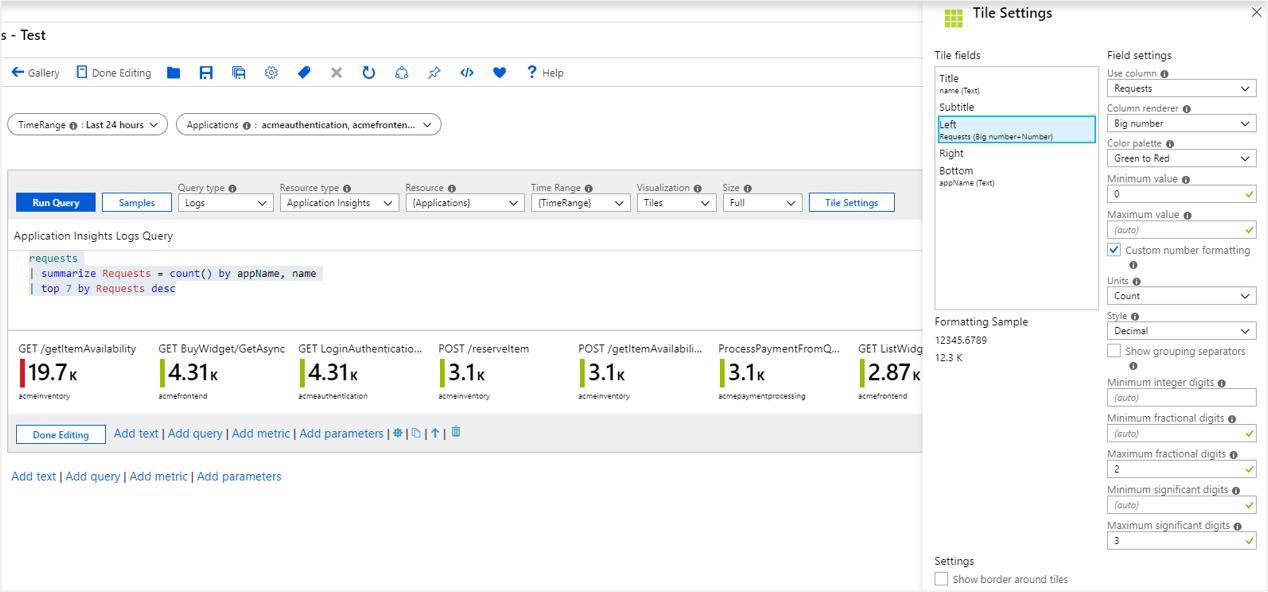 s - Test
Gallery Done Editing Help
TimeRange : Last 24 hours Applications : acmeauthentication, acmefronten...
Query type Resource type Resource Time Range Visualization Size
Run Query Samples Logs Application Insights {Applications} {TimeRange} Tiles Full Tile Settings
Application Insights Logs Query
requests
| summarize Requests = count() by appName, name
| top 7 by Requests desc
GET /getItemAvailability GET BuyWidget/GetAsync GET LoginAuthenticatio... POST /reserveItem POST /getItemAvailabili... ProcessPaymentFromQ... GET ListWidg
19.7K 4.31K 4.31K 3.1K 3.1K 3.1K 2.87K
acmeinventory acmefrontend acmeauthentication acmeinventory acmeinventory acmepaymentprocessing acmefrontend
Done Editing Add text | Add query | Add metric | Add parameters | | | |
Add text | Add query | Add metric | Add parameters
Tile Settings
Tile fields
Title
name (Text)
Subtitle
Left
Requests (Big number+Number)
Right
Bottom
appName (Text)
Formatting Sample
12345.6789
12.3 K
Settings
Show border around tiles
Field settings
Use column
Requests
Column renderer
Big number
Color palette
Green to Red
Minimum value
0
Maximum value
(auto)
Custom number formatting
Units
Count
Style
Decimal
Show grouping separators
Minimum integer digits
(auto)
Minimum fractional digits
(auto)
Maximum fractional digits
2
Minimum significant digits
(auto)
Maximum significant digits
3